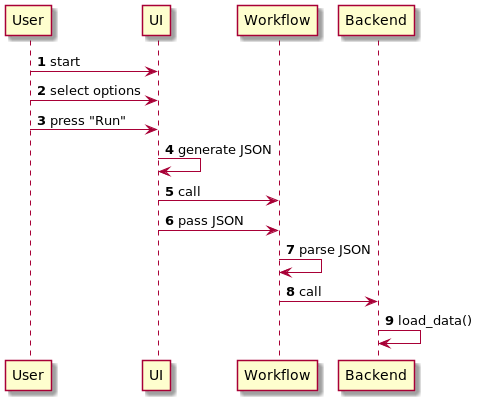 User UI Workflow Backend
1 start
2 select options
3 press "Run"
4 generate JSON
5 call
6 pass JSON
7 parse JSON
8 call
9 load_data()
User UI Workflow Backend